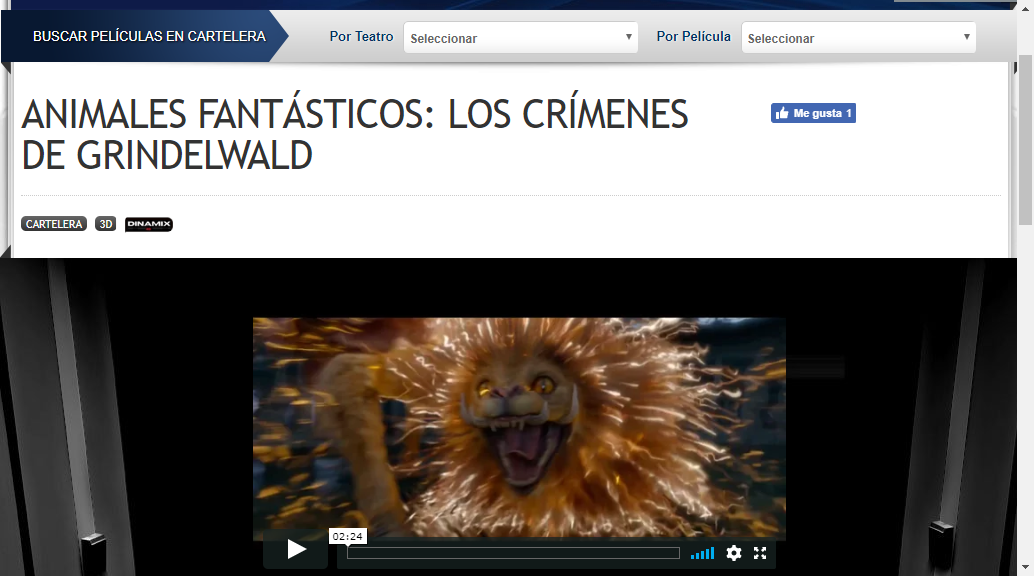 BUSCAR PELÍCULAS EN CARTELERA
Por Teatro
Seleccionar
Por Película
Seleccionar
ANIMALES FANTÁSTICOS: LOS CRÍMENES
DE GRINDELWALD
Me gusta 1
CARTELERA
3D
DINAMIX
02:24